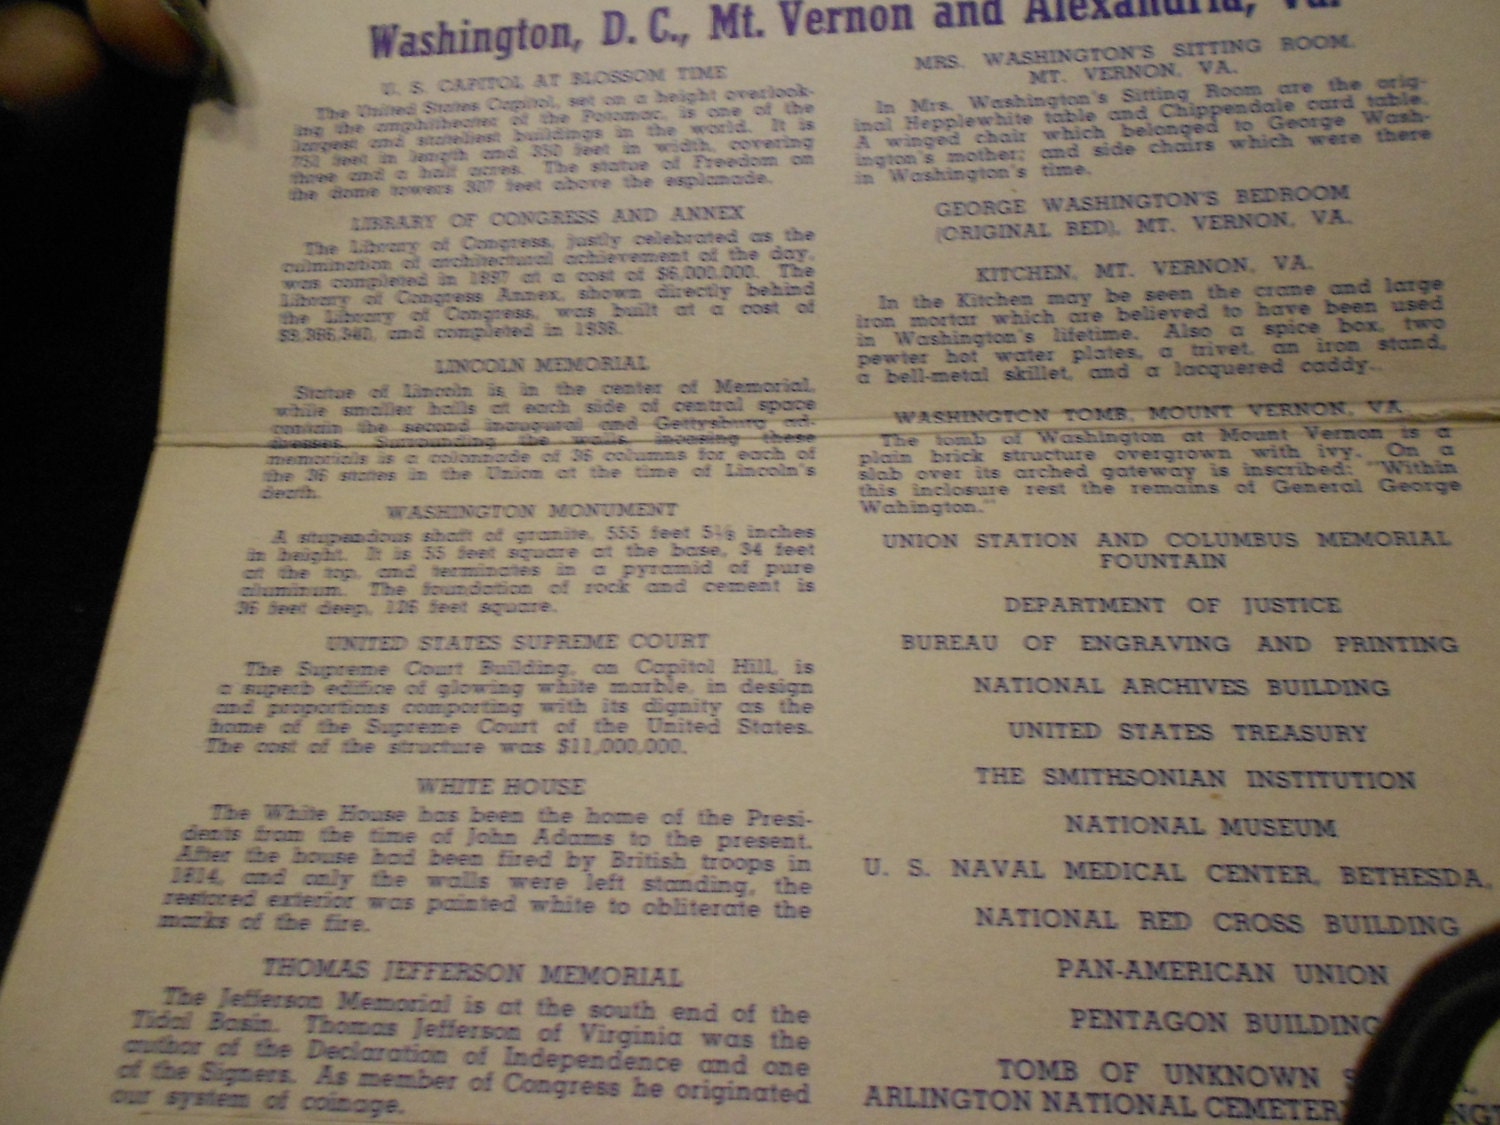 Washington, D. C., Mt. Vernon and Alexandria, Va.
U. S. CAPITOL AT BLOSSOM TIME
The United States Capitol, set on a height overlook-
ing the amphitheater of the Potomac, is one of the
largest and stateliest buildings in the world. It is
751 feet in length and 350 feet in width, covering
three and a half acres. The statue of Freedom on
the dome towers 307 feet above the esplanade.
LIBRARY OF CONGRESS AND ANNEX
The Library of Congress, justly celebrated as the
culmination of architectural achievement of the day,
was completed in 1897 at a cost of $6,000,000. The
Library of Congress Annex, shown directly behind
the Library of Congress, was built at a cost of
and completed in 1938.
LINCOLN MEMORIAL
Statue of Lincoln is in the center of Memorial,
while smaller halls at each side of central space
contain the second inaugural and Gettysburg ad-
dresses. Surrounding the walls, incasing these
memorials is a colonnade of 36 columns for each of
the 36 states in the Union at the time of Lincoln's
death.
WASHINGTON MONUMENT
A stupendous shaft of granite, 555 feet 5⅛ inches
in height. It is 55 feet square at the base, 34 feet
at the top, and terminates in a pyramid of pure
aluminum. The foundation of rock and cement is
36 feet deep, 126 feet square.
UNITED STATES SUPREME COURT
The Supreme Court Building, on Capitol Hill, is
a superb edifice of glowing white marble, in design
and proportions comporting with its dignity as the
home of the Supreme Court of the United States.
The cost of the structure was $11,000,000.
WHITE HOUSE
The White House has been the home of the Presi-
dents from the time of John Adams to the present.
After the house had been fired by British troops in
1814, and only the walls were left standing, the
restored exterior was painted white to obliterate the
marks of the fire.
THOMAS JEFFERSON MEMORIAL
The Jefferson Memorial is at the south end of the
Tidal Basin. Thomas Jefferson of Virginia was the
author of the Declaration of Independence and one
of the Signers. As member of Congress he originated
our system of coinage.
MRS. WASHINGTON'S SITTING ROOM,
MT. VERNON, VA.
In Mrs. Washington's Sitting Room are the orig-
inal Hepplewhite table and Chippendale card table.
A winged chair which belonged to George Wash-
ington's mother; and side chairs which were there
in Washington's time.
GEORGE WASHINGTON'S BEDROOM
(ORIGINAL BED), MT. VERNON, VA.
KITCHEN, MT. VERNON, VA.
In the Kitchen may be seen the crane and large
iron mortar which are believed to have been used
in Washington's lifetime. Also a spice box, two
pewter hot water plates, a trivet, an iron stand,
a bell-metal skillet, and a lacquered caddy..
WASHINGTON TOMB, MOUNT VERNON, VA.
The tomb of Washington at Mount Vernon is a
plain brick structure overgrown with ivy. On a
slab over its arched gateway is inscribed: "Within
this inclosure rest the remains of General George
Wahington."
UNION STATION AND COLUMBUS MEMORIAL
FOUNTAIN
DEPARTMENT OF JUSTICE
BUREAU OF ENGRAVING AND PRINTING
NATIONAL ARCHIVES BUILDING
UNITED STATES TREASURY
THE SMITHSONIAN INSTITUTION
NATIONAL MUSEUM
U. S. NAVAL MEDICAL CENTER, BETHESDA,
NATIONAL RED CROSS BUILDING
PAN-AMERICAN UNION
PENTAGON BUILDING
TOMB OF UNKNOWN
ARLINGTON NATIONAL